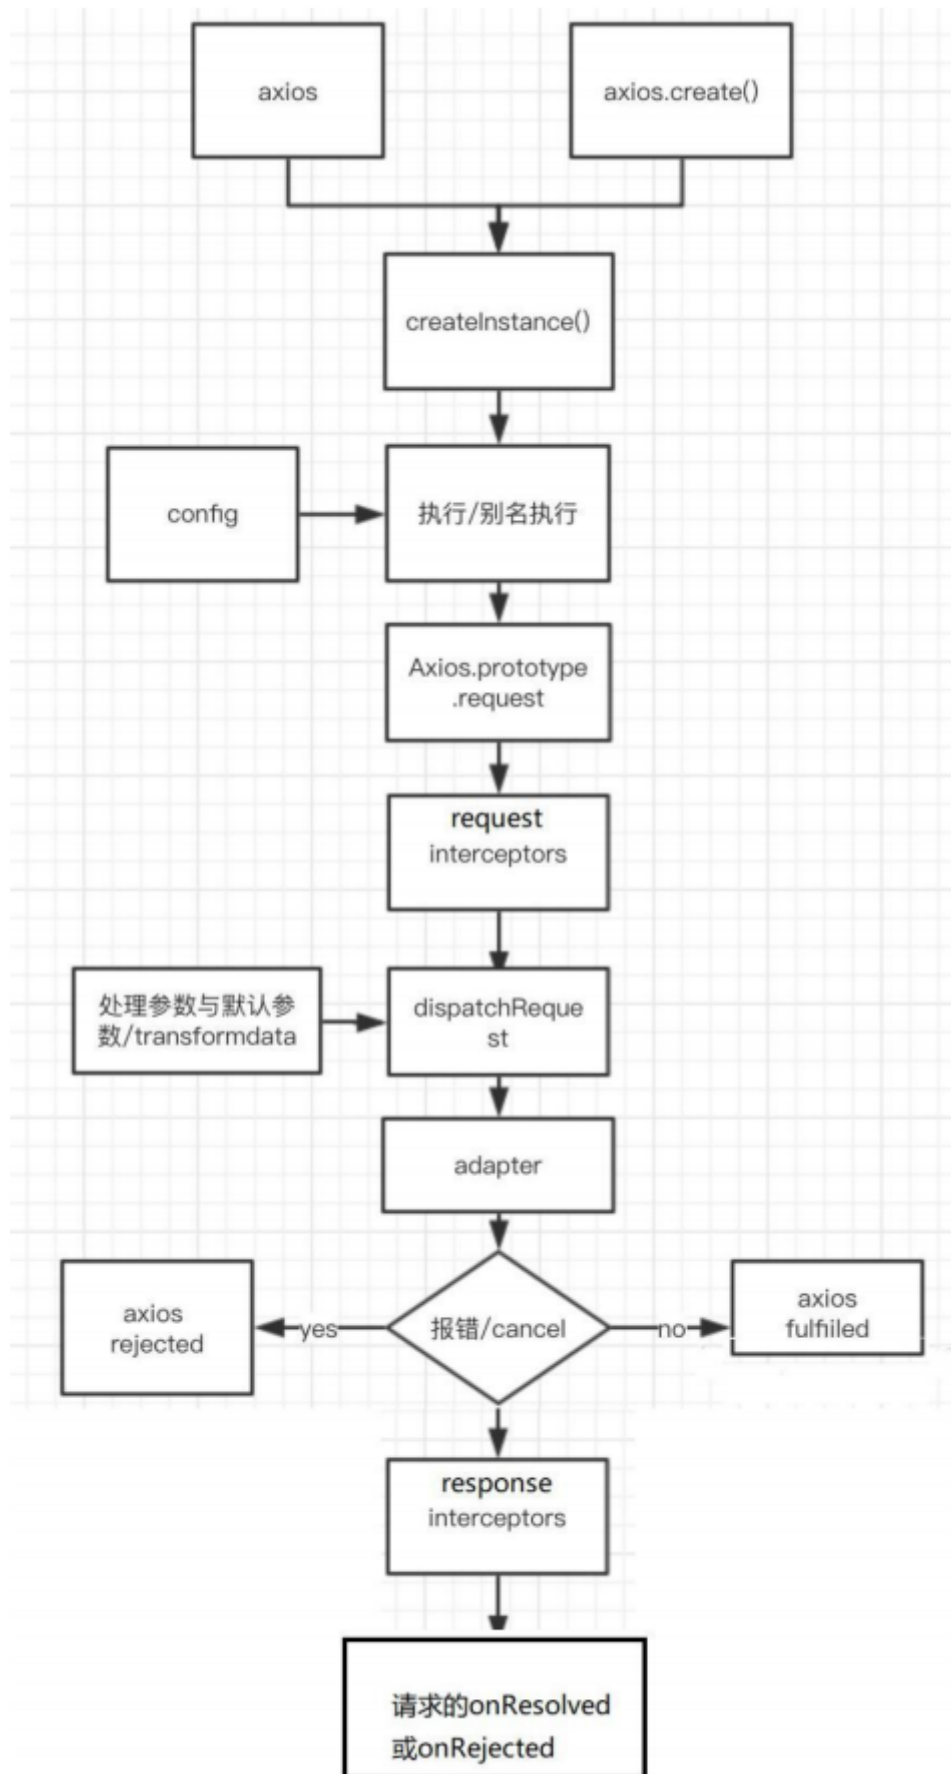 axios
axios.create()
createInstance()
config
执行/别名执行
Axios.prototype
.request
request
interceptors
处理参数与默认参
数/transformdata
dispatchReque
st
adapter
axios
rejected
yes
报错/cancel
no
axios
fulfiiled
response
interceptors
请求的onResolved
或onRejected